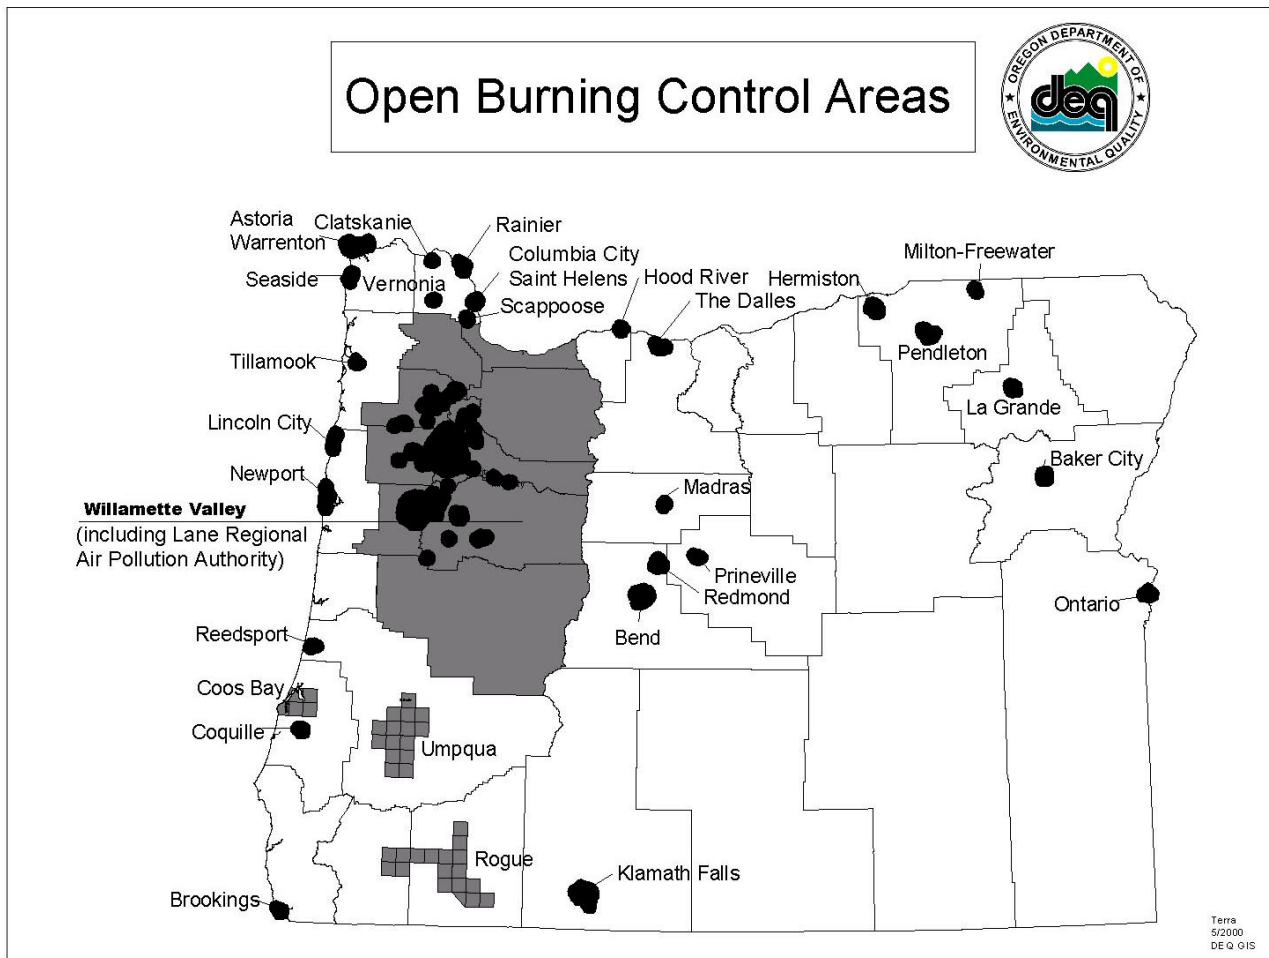 Open Burning Control Areas
OREGON DEPARTMENT OF
deq
ENVIRONMENTAL QUALITY
Astoria
Warrenton
Clatskanie
Rainier
Columbia City
Saint Helens
Seaside
Vernonia
Scappoose
Hood River
The Dalles
Hermiston
Milton-Freewater
Pendleton
La Grande
Tillamook
Lincoln City
Newport
Baker City
Madras
Willamette Valley
(including Lane Regional
Air Pollution Authority)
Prineville
Redmond
Bend
Ontario
Reedsport
Coos Bay
Coquille
Umpqua
Rogue
Klamath Falls
Brookings
Terra
5/2000
DEQ GIS